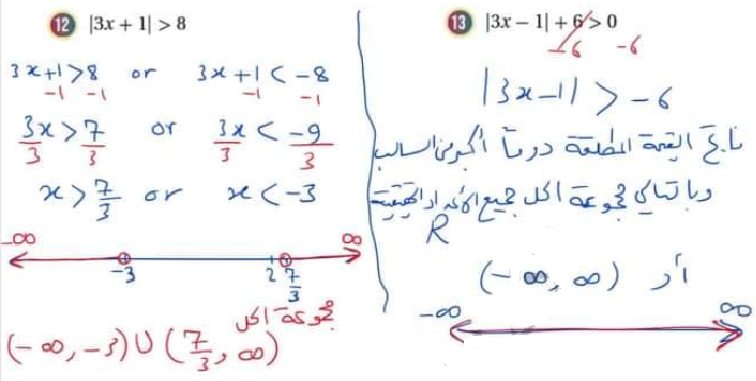 12 |3x + 1| > 8
3x+1>8 or 3x+1<-8
-1 -1 -1 -1
3x/3 > 7/3 or 3x/3 < -9/3
x > 7/3 or x < -3
-∞ ∞
-3 2 7/3
مجموعة الحل
(-∞, -3) ∪ (7/3, ∞)
13 |3x − 1| + 6 > 0
-6 -6
|3x-1| > -6
ناتج القيمة المطلقة دوماً أكبر من السالب
وبالتالي مجموعة الحل جميع الأعداد الحقيقية
R
أو (-∞, ∞)
-∞ ∞